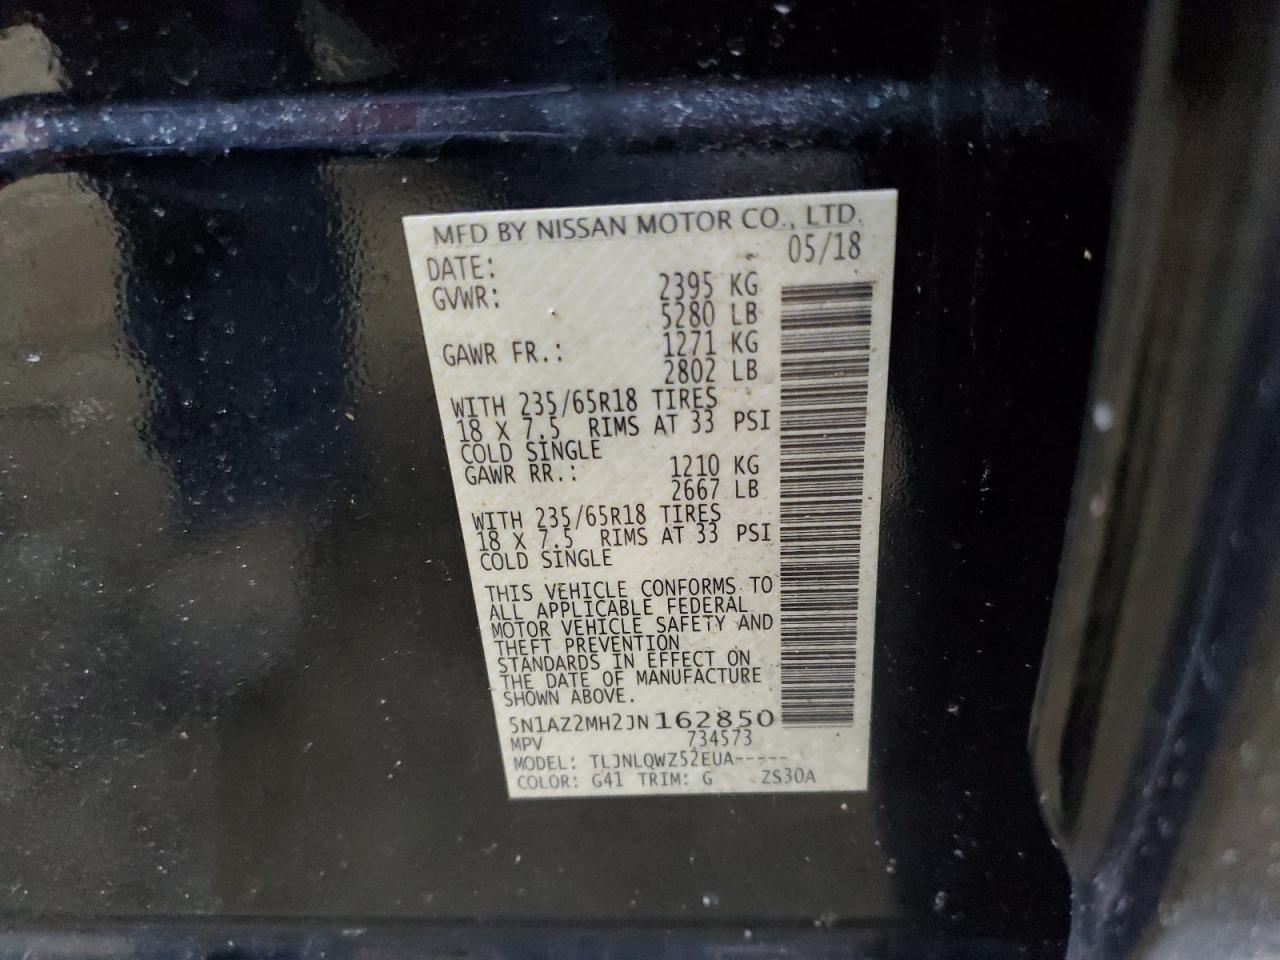 MFD BY NISSAN MOTOR CO., LTD.
DATE: 05/18
GVWR: 2395 KG
5280 LB
GAWR FR.: 1271 KG
2802 LB
WITH 235/65R18 TIRES
18 X 7.5 RIMS AT 33 PSI
COLD SINGLE
GAWR RR.: 1210 KG
2667 LB
WITH 235/65R18 TIRES
18 X 7.5 RIMS AT 33 PSI
COLD SINGLE
THIS VEHICLE CONFORMS TO
ALL APPLICABLE FEDERAL
MOTOR VEHICLE SAFETY AND
THEFT PREVENTION
STANDARDS IN EFFECT ON
THE DATE OF MANUFACTURE
SHOWN ABOVE.
5N1AZ2MH2JN162850
MPV 734573
MODEL: TLJNLQWZ52EUA-----
COLOR: G41 TRIM: G ZS30A